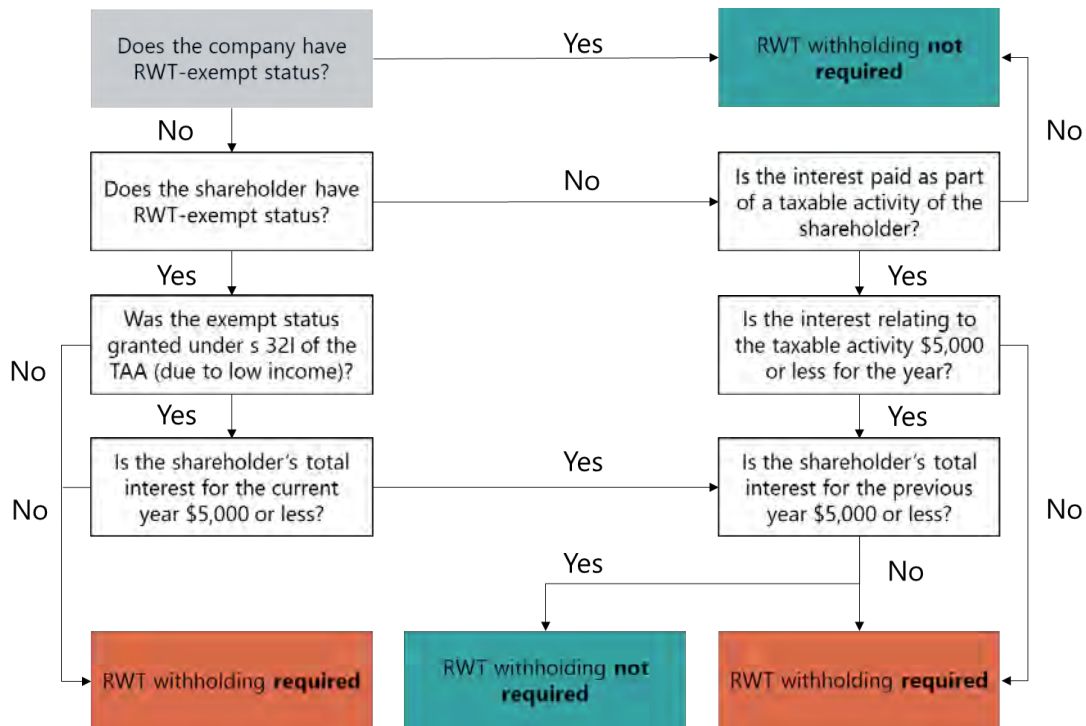 Does the company have
RWT-exempt status?
Yes
RWT withholding not
required
No
No
Does the shareholder have
RWT-exempt status?
No
Is the interest paid as part
of a taxable activity of the
shareholder?
Yes
Yes
Was the exempt status
granted under s 32I of the
TAA (due to low income)?
Is the interest relating to
the taxable activity $5,000
or less for the year?
No
Yes
Yes
Is the shareholder's total
interest for the current
year $5,000 or less?
Yes
Is the shareholder's total
interest for the previous
year $5,000 or less?
No
No
Yes
No
RWT withholding required
RWT withholding not
required
RWT withholding required